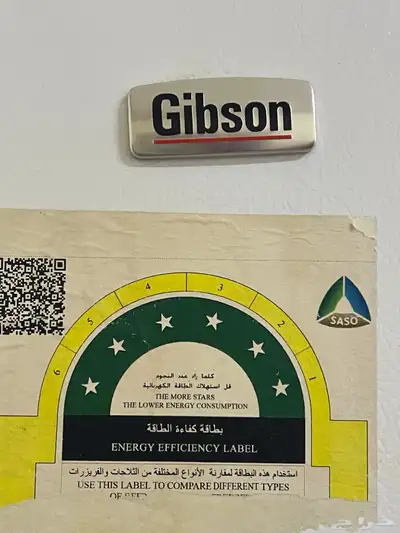 Gibson
SASO
6 5 4 3 2 1
كلما زاد عدد النجوم
قل استهلاك الطاقة الكهربائية
THE MORE STARS
THE LOWER ENERGY CONSUMPTION
بطاقة كفاءة الطاقة
ENERGY EFFICIENCY LABEL
استخدام هذه البطاقة لمقارنة الأنواع المختلفة من الثلاجات والفريزرات
USE THIS LABEL TO COMPARE DIFFERENT TYPES
OF